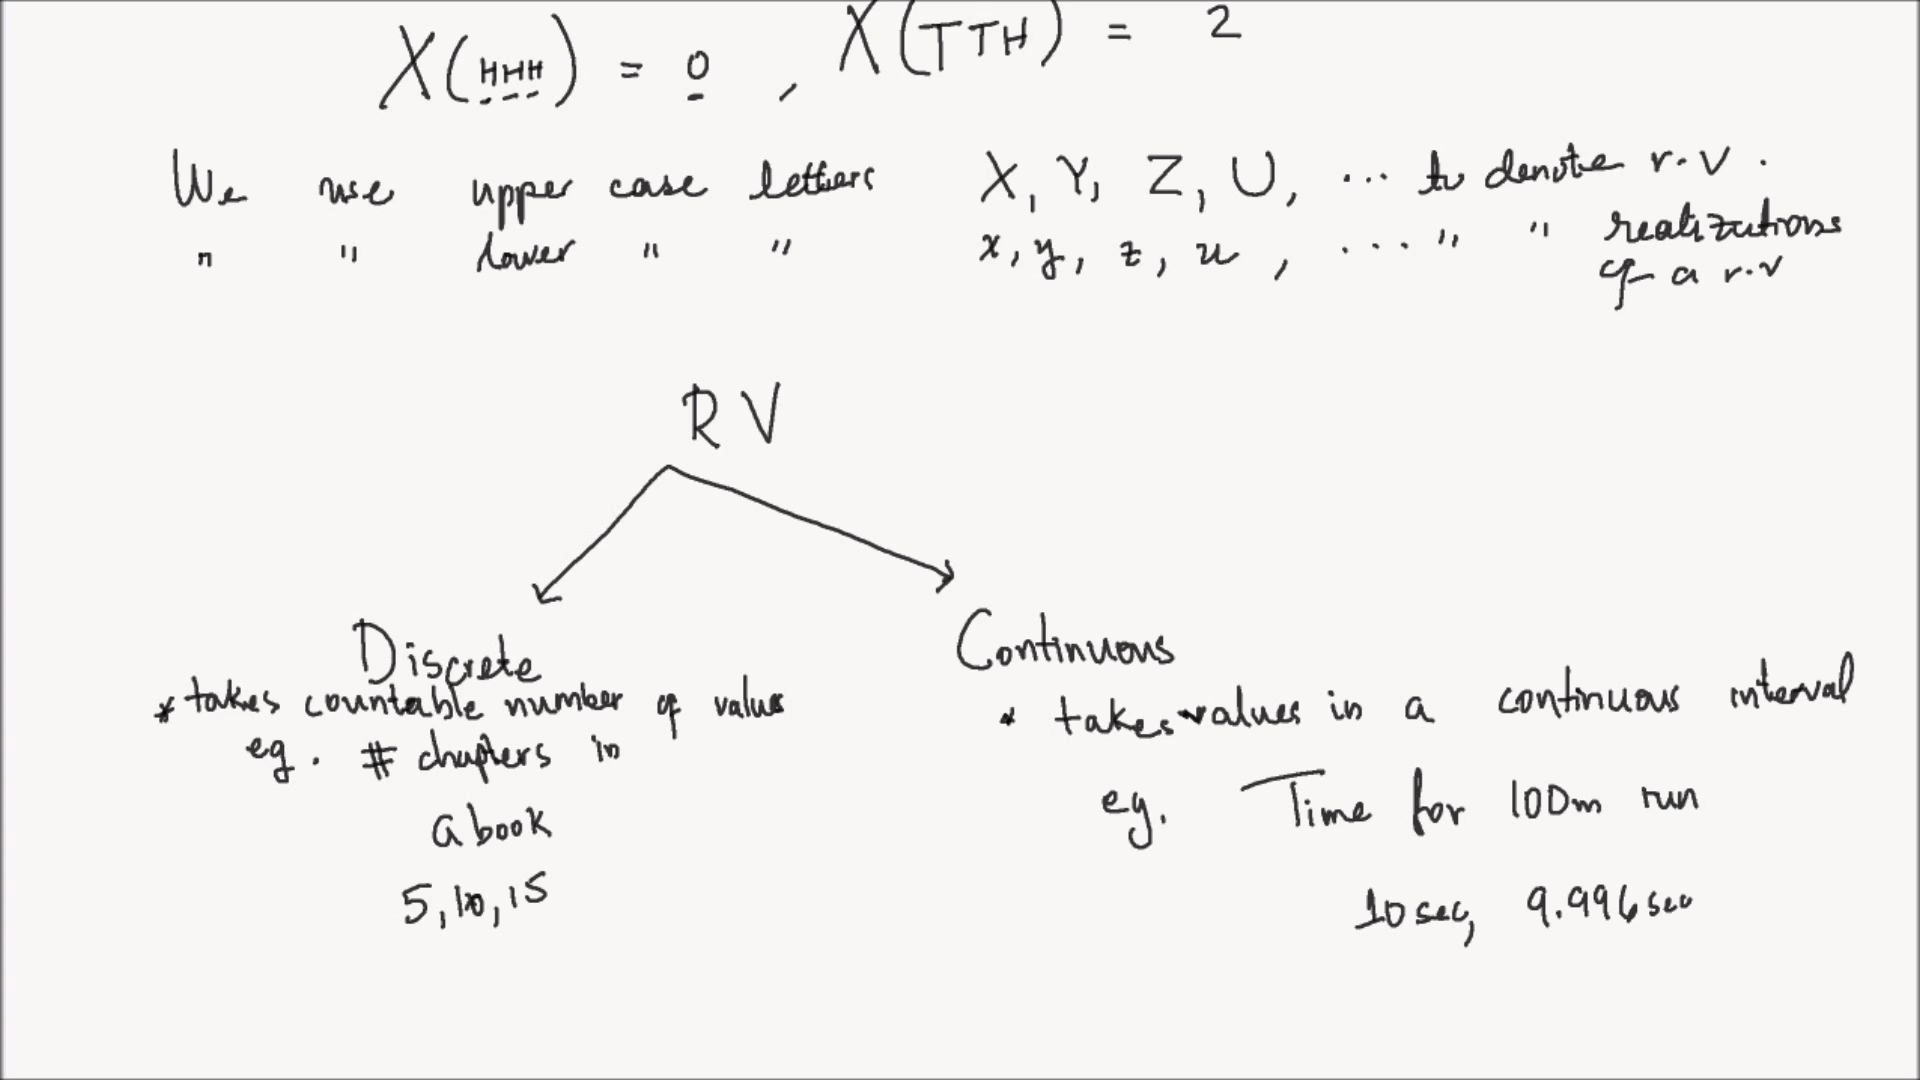 X(HHH) = 0 , X(TTH) = 2
We use upper case letters X, Y, Z, U, ... to denote r.v.
" " lower " " x, y, z, u, ... " " realizations
of a r.v
RV
Discrete
* takes countable number of values
eg. # chapters in
a book
5, 10, 15
Continuous
* takes values in a continuous interval
eg. Time for 100m run
10 sec, 9.996 sec